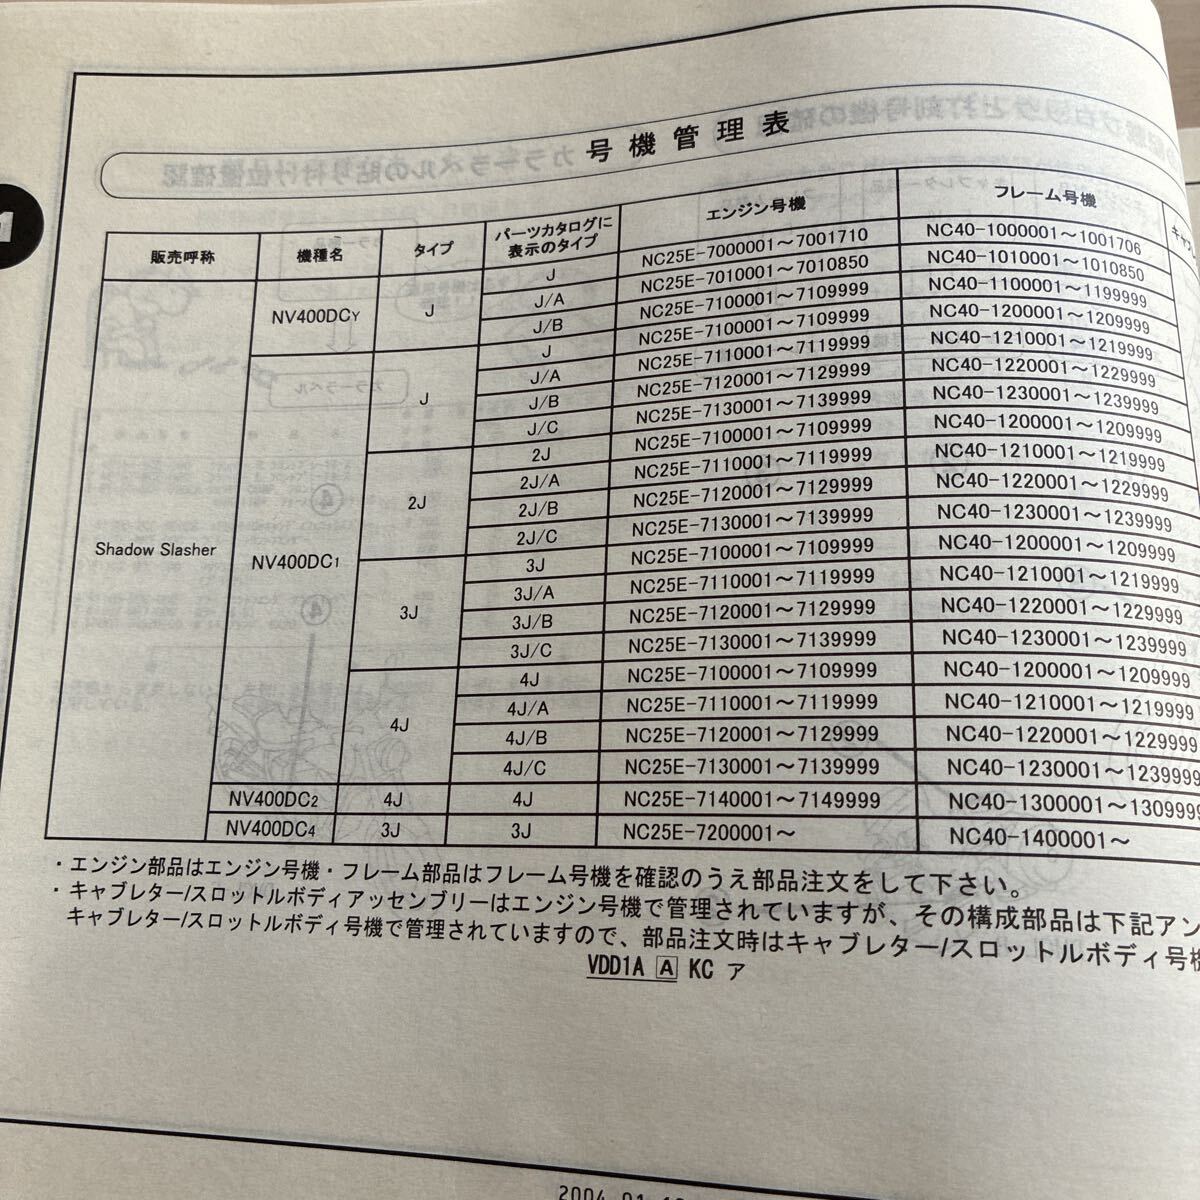 1
号機管理表
販売呼称 機種名 タイプ パーツカタログに表示のタイプ エンジン号機 フレーム号機
Shadow Slasher NV400DCY J J NC25E-7000001～7001710 NC40-1000001～1001706
J/A NC25E-7010001～7010850 NC40-1010001～1010850
J/B NC25E-7100001～7109999 NC40-1100001～1199999
NV400DC1 J J NC25E-7100001～7109999 NC40-1200001～1209999
J/A NC25E-7110001～7119999 NC40-1210001～1219999
J/B NC25E-7120001～7129999 NC40-1220001～1229999
J/C NC25E-7130001～7139999 NC40-1230001～1239999
2J 2J NC25E-7100001～7109999 NC40-1200001～1209999
2J/A NC25E-7110001～7119999 NC40-1210001～1219999
2J/B NC25E-7120001～7129999 NC40-1220001～1229999
2J/C NC25E-7130001～7139999 NC40-1230001～1239999
3J 3J NC25E-7100001～7109999 NC40-1200001～1209999
3J/A NC25E-7110001～7119999 NC40-1210001～1219999
3J/B NC25E-7120001～7129999 NC40-1220001～1229999
3J/C NC25E-7130001～7139999 NC40-1230001～1239999
4J 4J NC25E-7100001～7109999 NC40-1200001～1209999
4J/A NC25E-7110001～7119999 NC40-1210001～1219999
4J/B NC25E-7120001～7129999 NC40-1220001～1229999
4J/C NC25E-7130001～7139999 NC40-1230001～1239999
NV400DC2 4J 4J NC25E-7140001～7149999 NC40-1300001～1309999
NV400DC4 3J 3J NC25E-7200001～ NC40-1400001～
・エンジン部品はエンジン号機・フレーム部品はフレーム号機を確認のうえ部品注文をして下さい。
・キャブレター/スロットルボディアッセンブリーはエンジン号機で管理されていますが、その構成部品は下記アン
キャブレター/スロットルボディ号機で管理されていますので、部品注文時はキャブレター/スロットルボディ号機
VDD1A A KC ア